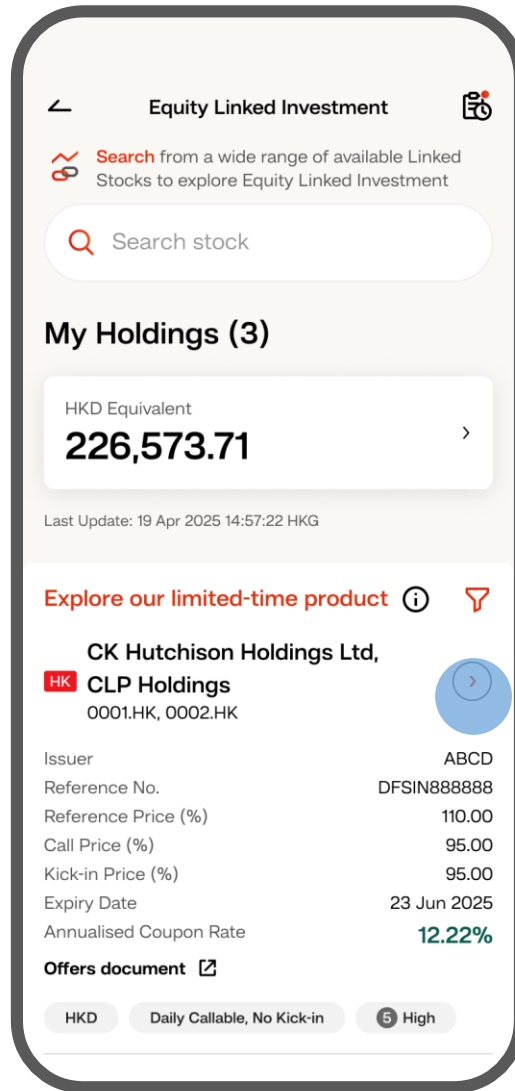 Equity Linked Investment
Search from a wide range of available Linked
Stocks to explore Equity Linked Investment
Search stock
My Holdings (3)
HKD Equivalent
226,573.71
Last Update: 19 Apr 2025 14:57:22 HKG
Explore our limited-time product
CK Hutchison Holdings Ltd,
HK CLP Holdings
0001.HK, 0002.HK
Issuer ABCD
Reference No. DFSIN888888
Reference Price (%) 110.00
Call Price (%) 95.00
Kick-in Price (%) 95.00
Expiry Date 23 Jun 2025
Annualised Coupon Rate 12.22%
Offers document
HKD Daily Callable, No Kick-in 5 High